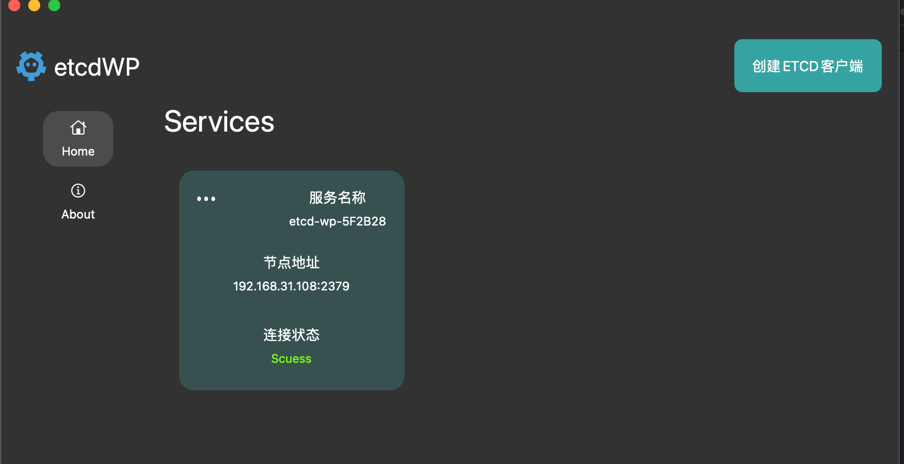 etcdWP
创建ETCD客户端
Home
About
Services
服务名称
etcd-wp-5F2B28
节点地址
192.168.31.108:2379
连接状态
Scuess